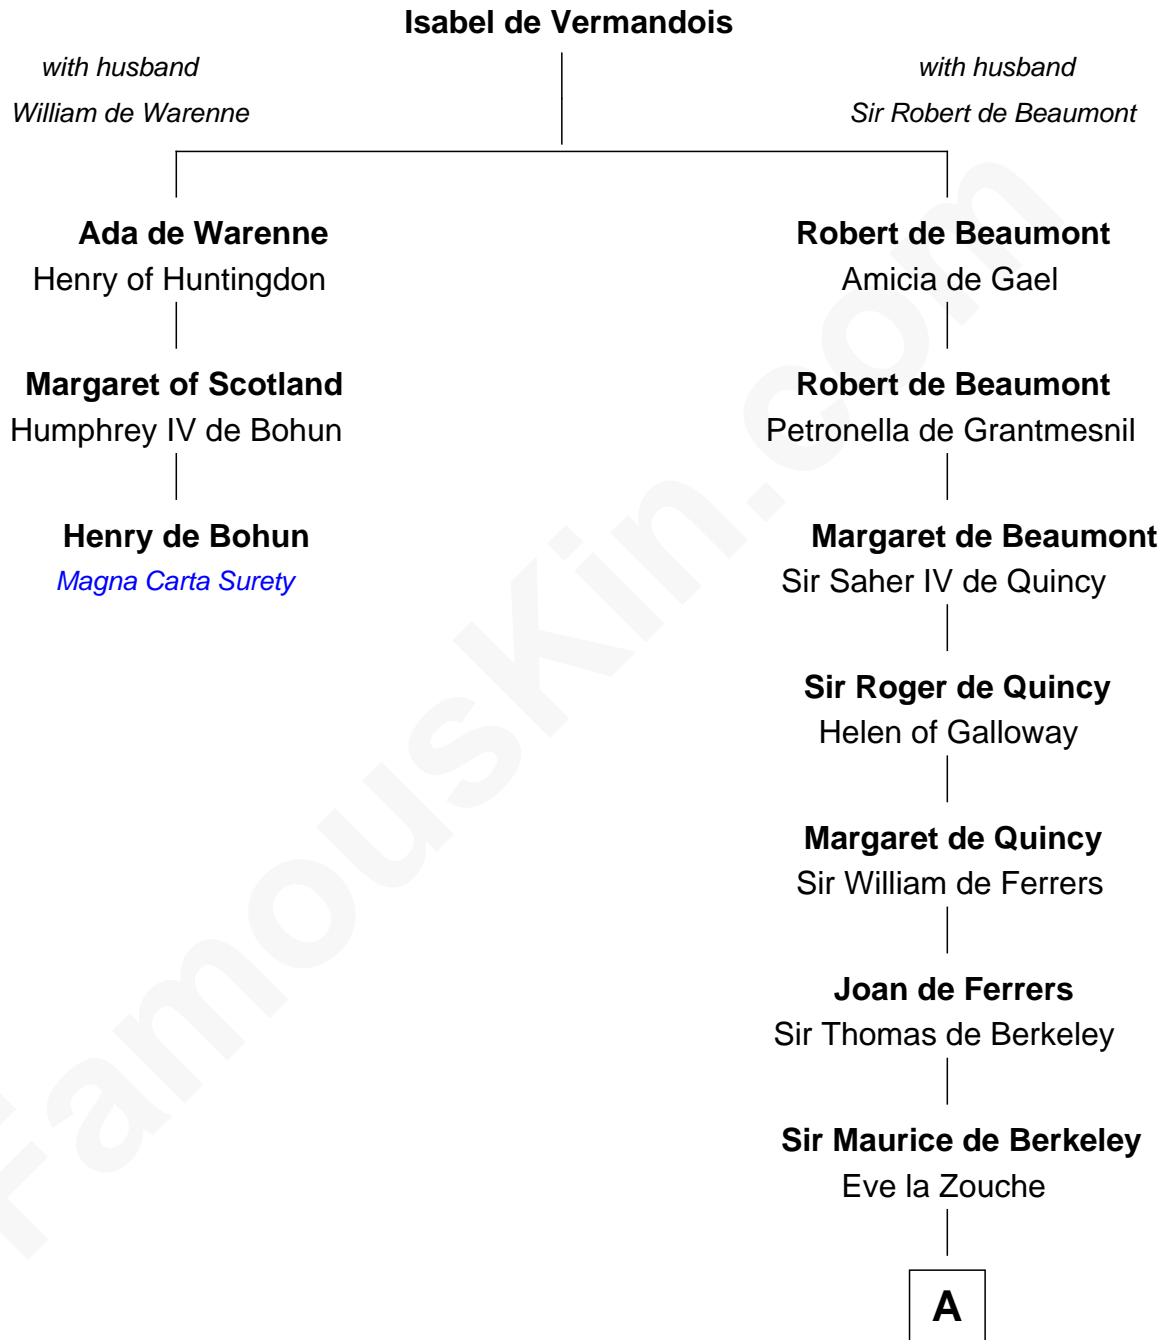 Isabel de Vermandois
with husband
William de Warenne
with husband
Sir Robert de Beaumont
Ada de Warenne
Henry of Huntingdon
Margaret of Scotland
Humphrey IV de Bohun
Henry de Bohun
Magna Carta Surety
Robert de Beaumont
Amicia de Gael
Robert de Beaumont
Petronella de Grantmesnil
Margaret de Beaumont
Sir Saher IV de Quincy
Sir Roger de Quincy
Helen of Galloway
Margaret de Quincy
Sir William de Ferrers
Joan de Ferrers
Sir Thomas de Berkeley
Sir Maurice de Berkeley
Eve la Zouche
A
FamousKin.com